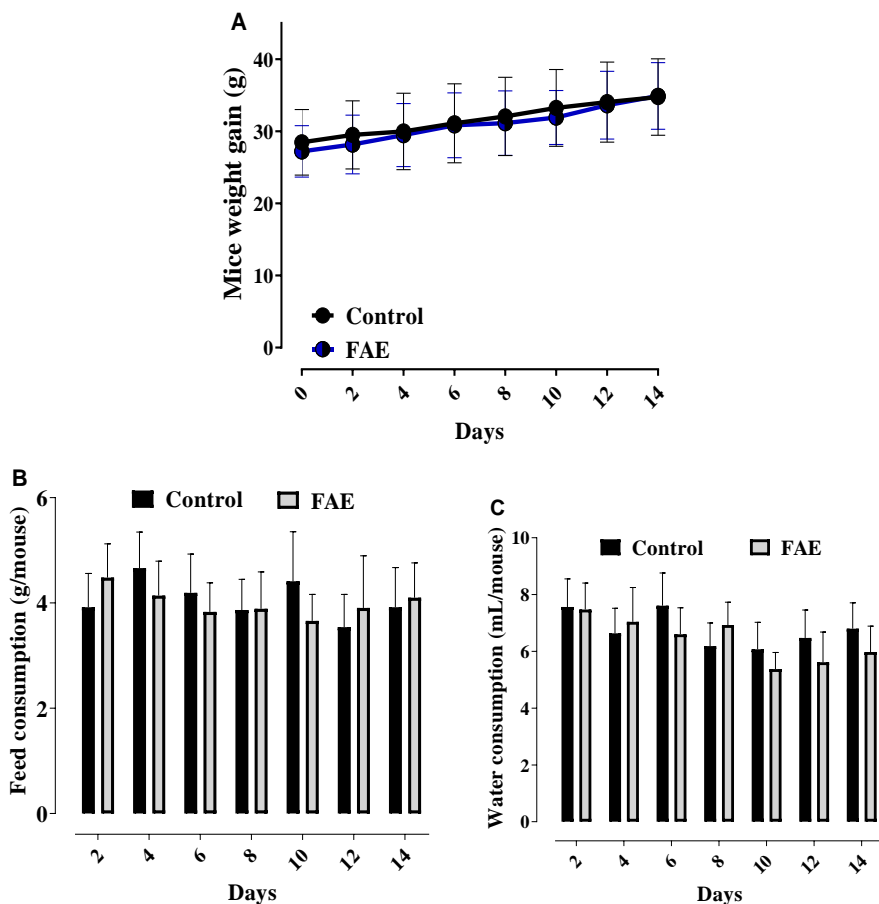 A
Mice weight gain (g)
40
30
20
10
0
Control
FAE
0 2 4 6 8 10 12 14
Days
B
Control FAE
Feed consumption (g/mouse)
6
4
2
0
2 4 6 8 10 12 14
Days
C
Control FAE
Water consumption (mL/mouse)
10
8
6
4
2
0
2 4 6 8 10 12 14
Days